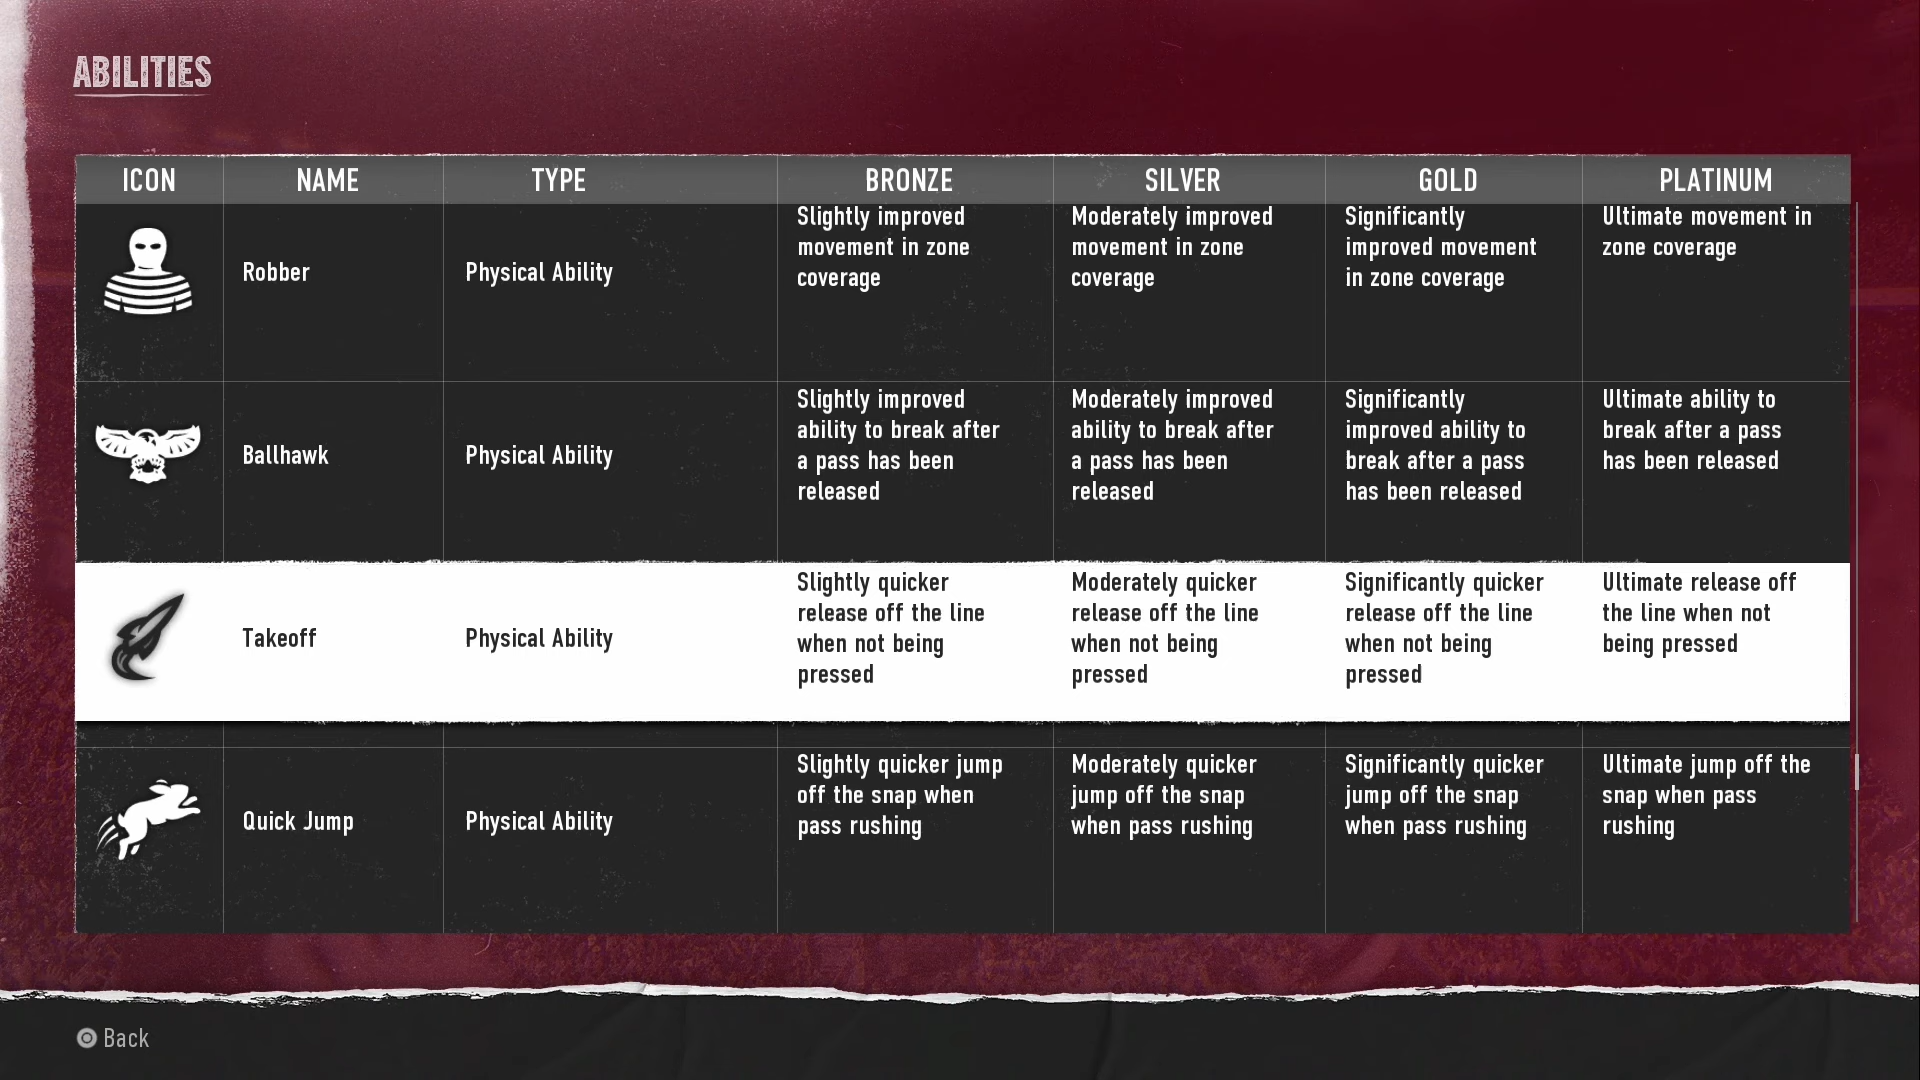 ABILITIES
ICON NAME TYPE BRONZE SILVER GOLD PLATINUM
Robber
Physical Ability
Slightly improved
movement in zone
coverage
Moderately improved
movement in zone
coverage
Significantly
improved movement
in zone coverage
Ultimate movement in
zone coverage
Ballhawk
Physical Ability
Slightly improved
ability to break after
a pass has been
released
Moderately improved
ability to break after
a pass has been
released
Significantly
improved ability to
break after a pass
has been released
Ultimate ability to
break after a pass
has been released
Takeoff
Physical Ability
Slightly quicker
release off the line
when not being
pressed
Moderately quicker
release off the line
when not being
pressed
Significantly quicker
release off the line
when not being
pressed
Ultimate release off
the line when not
being pressed
Quick Jump
Physical Ability
Slightly quicker jump
off the snap when
pass rushing
Moderately quicker
jump off the snap
when pass rushing
Significantly quicker
jump off the snap
when pass rushing
Ultimate jump off the
snap when pass
rushing
Back